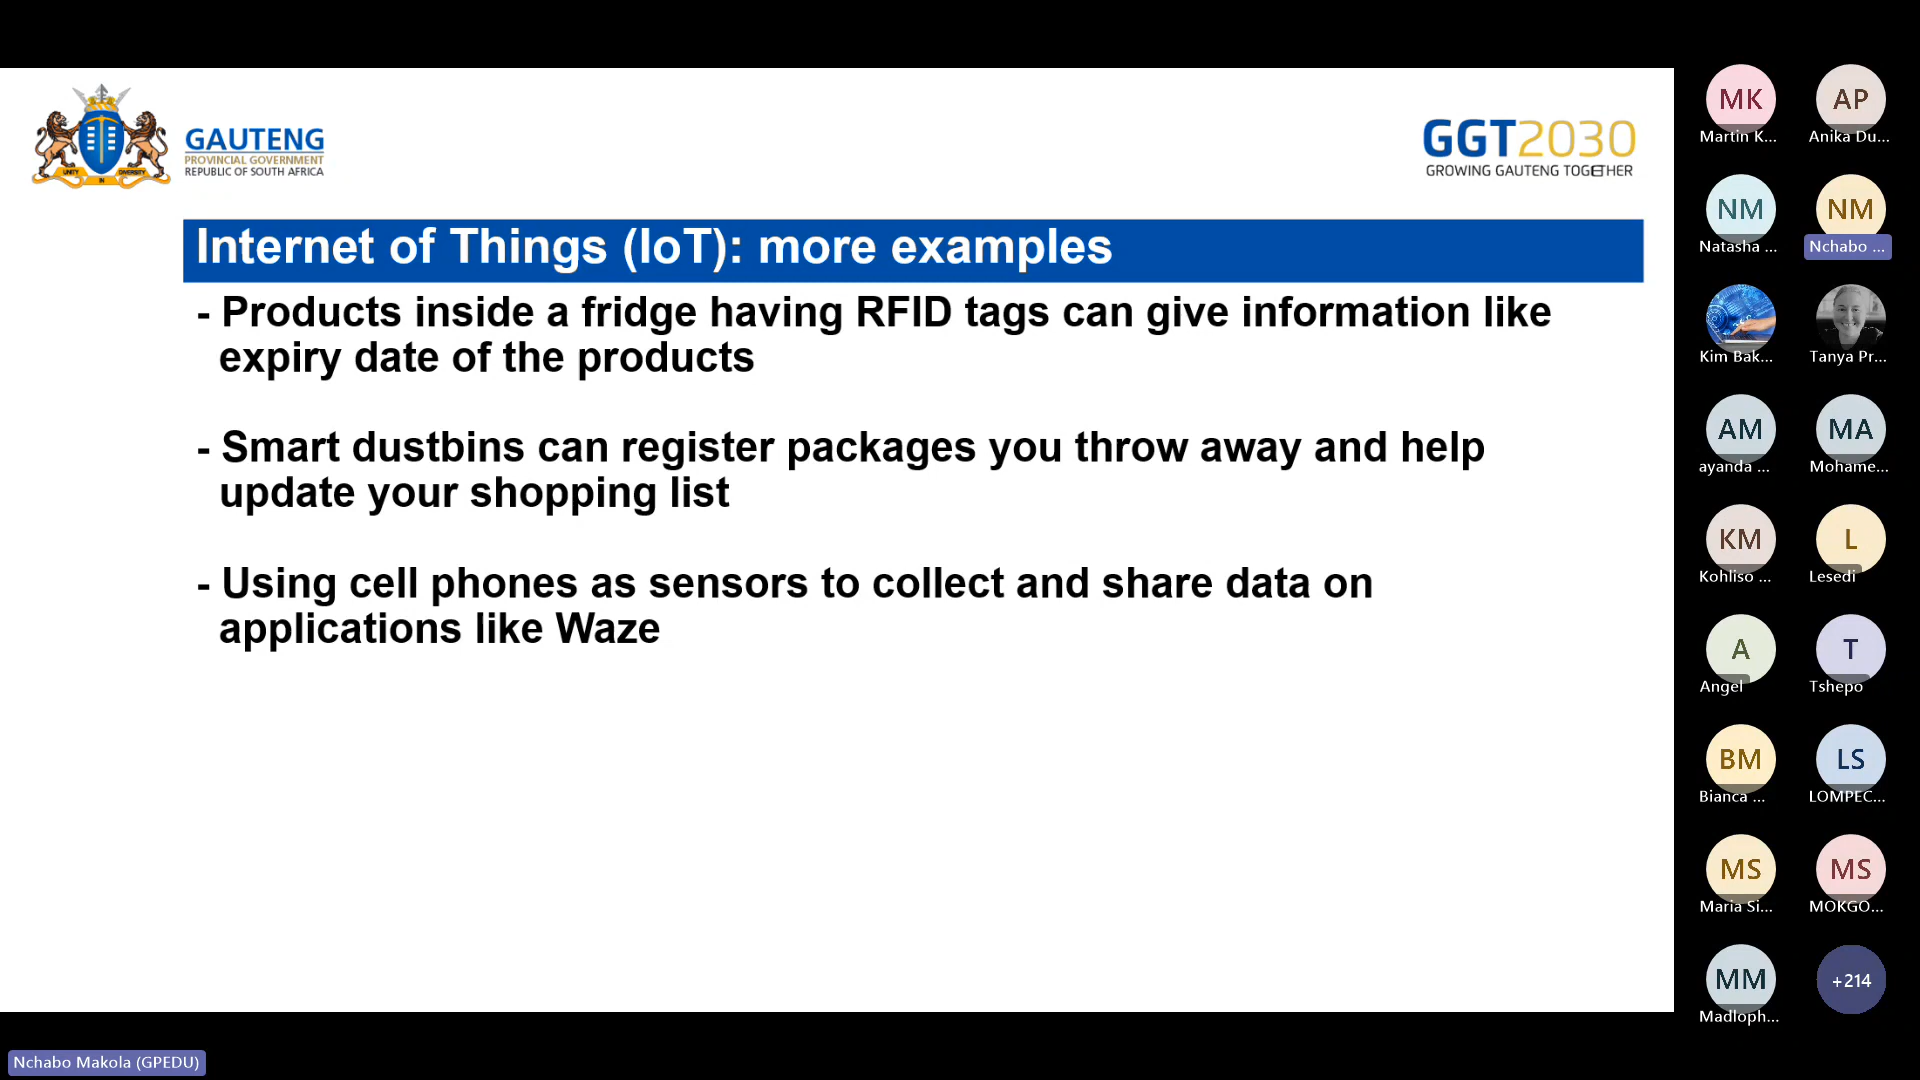 UNITY IN DIVERSITY
GAUTENG
PROVINCIAL GOVERNMENT
REPUBLIC OF SOUTH AFRICA
GGT2030
GROWING GAUTENG TOGETHER
Internet of Things (IoT): more examples
- Products inside a fridge having RFID tags can give information like
expiry date of the products
- Smart dustbins can register packages you throw away and help
update your shopping list
- Using cell phones as sensors to collect and share data on
applications like Waze
MK AP
Martin K... Anika Du...
NM NM
Natasha ... Nchabo ...
Kim Bak... Tanya Pr...
AM MA
ayanda ... Mohame...
KM L
Kohliso ... Lesedi
A T
Angel Tshepo
BM LS
Bianca ... LOMPEC...
MS MS
Maria Si... MOKGO...
MM +214
Madloph...
Nchabo Makola (GPEDU)